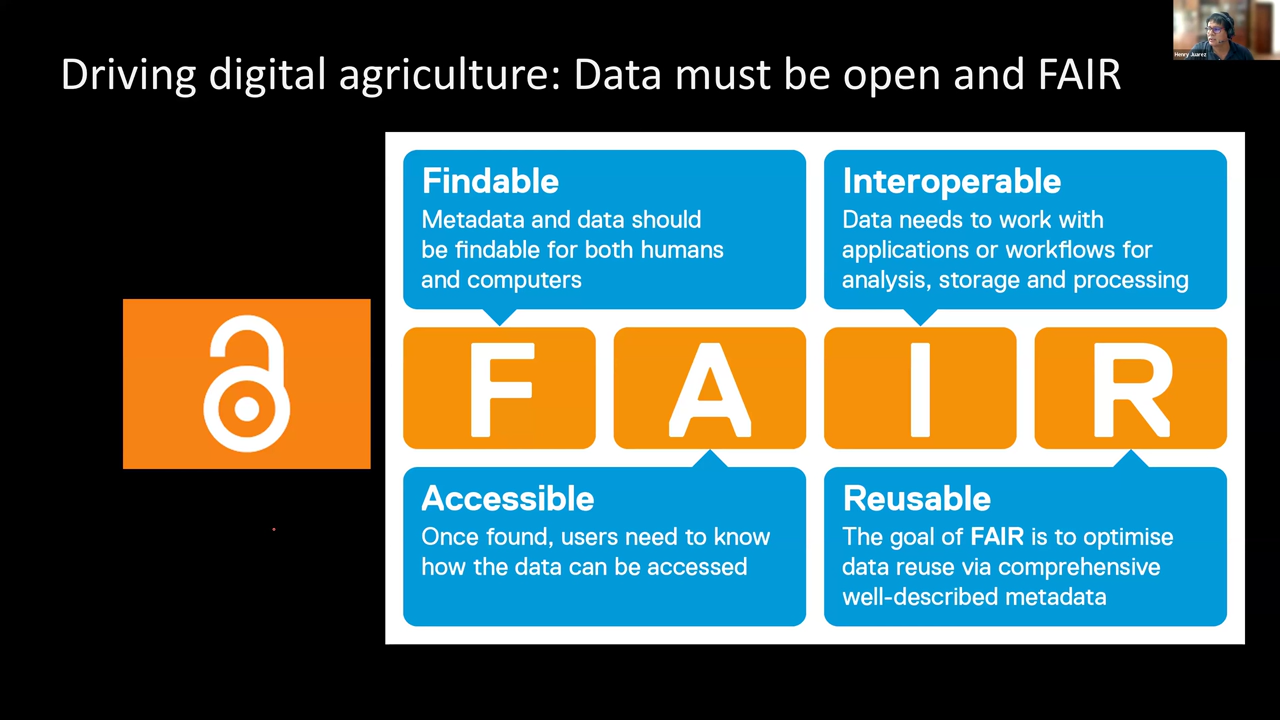 Driving digital agriculture: Data must be open and FAIR
Henry Juarez
Findable
Metadata and data should
be findable for both humans
and computers
Interoperable
Data needs to work with
applications or workflows for
analysis, storage and processing
F A I R
Accessible
Once found, users need to know
how the data can be accessed
Reusable
The goal of FAIR is to optimise
data reuse via comprehensive
well-described metadata